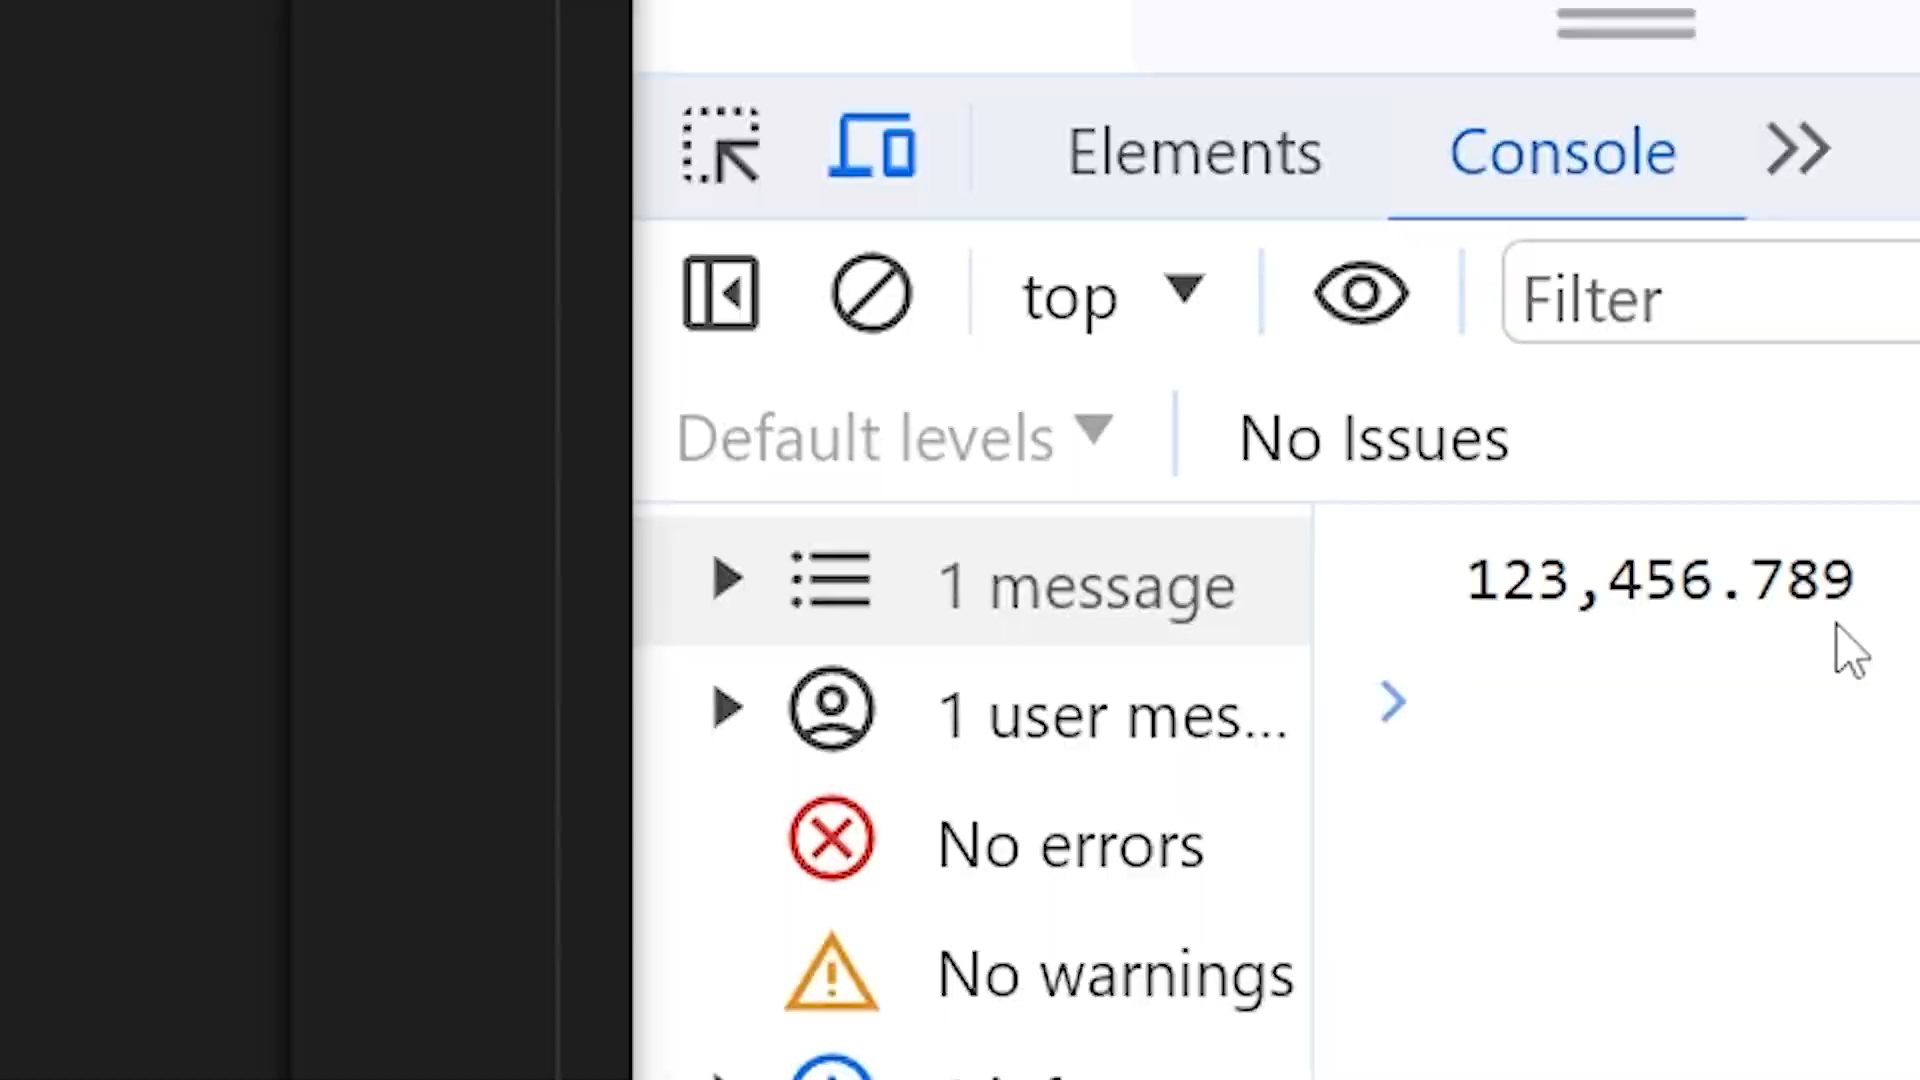 Elements Console
top Filter
Default levels No Issues
1 message
123,456.789
1 user mes...
No errors
No warnings